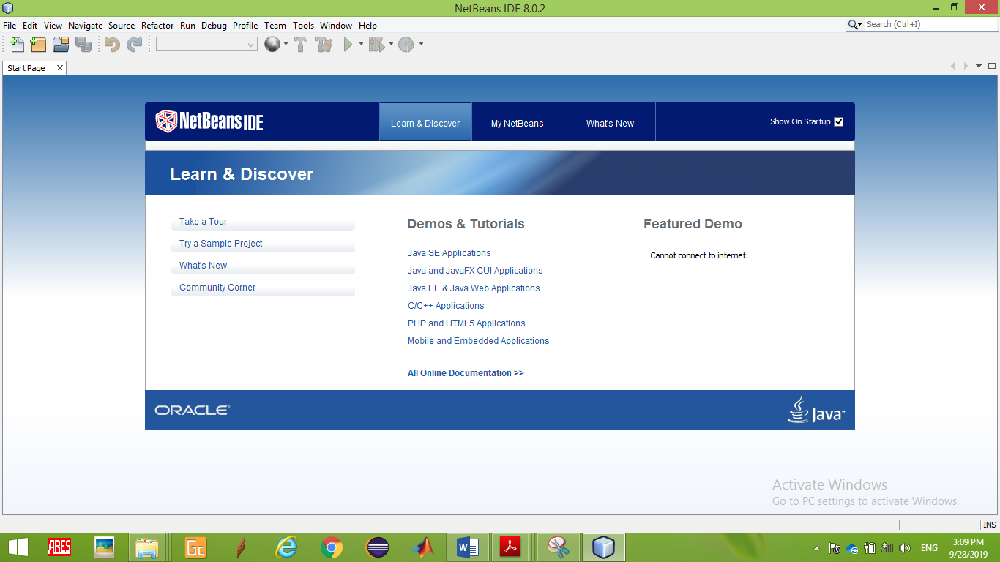 NetBeans IDE 8.0.2
File Edit View Navigate Source Refactor Run Debug Profile Team Tools Window Help
Search (Ctrl+I)
Start Page
NetBeans IDE
Learn & Discover
My NetBeans
What's New
Show On Startup
Learn & Discover
Take a Tour
Try a Sample Project
What's New
Community Corner
Demos & Tutorials
Java SE Applications
Java and JavaFX GUI Applications
Java EE & Java Web Applications
C/C++ Applications
PHP and HTML5 Applications
Mobile and Embedded Applications
All Online Documentation >>
Featured Demo
Cannot connect to internet.
ORACLE
Java™
Activate Windows
Go to PC settings to activate Windows.
INS
ARES
GC
W
ENG
3:09 PM
9/28/2019